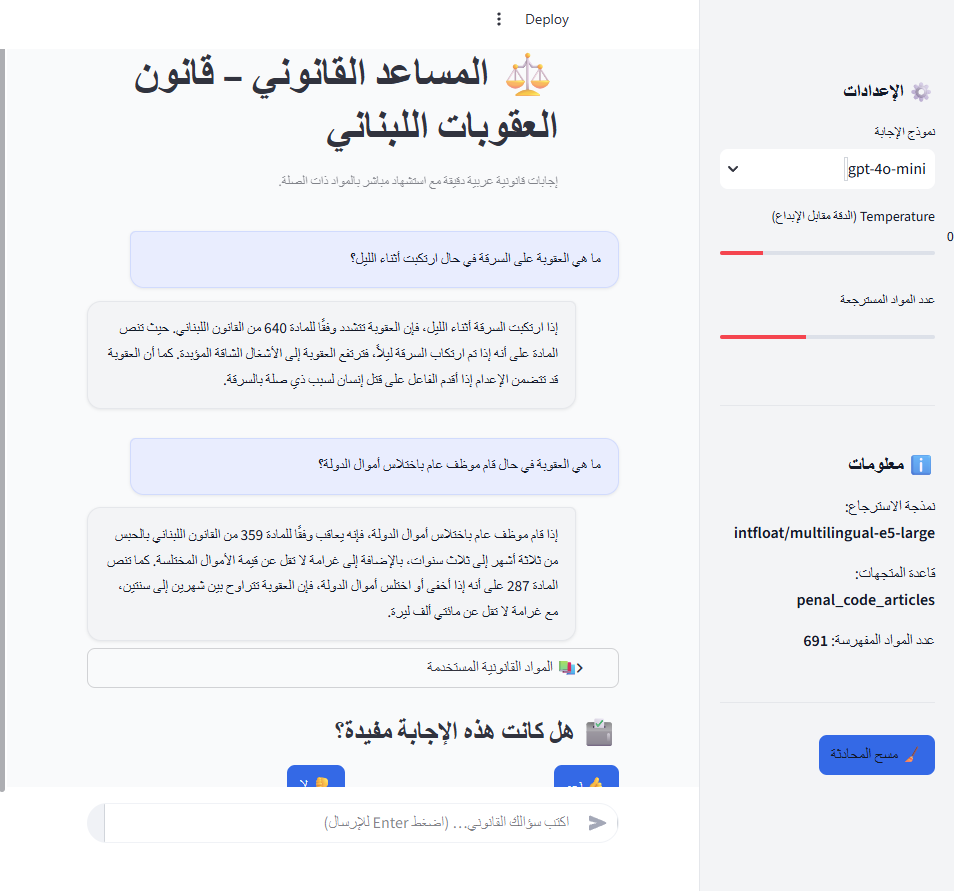 Deploy
المساعد القانوني – قانون
العقوبات اللبناني
إجابات قانونية عربية دقيقة مع استشهاد مباشر بالمواد ذات الصلة.
ما هي العقوبة على السرقة في حال ارتكبت أثناء الليل؟
إذا ارتكبت السرقة أثناء الليل، فإن العقوبة تتشدد وفقًا للمادة 640 من القانون اللبناني. حيث تنص
المادة على أنه إذا تم ارتكاب السرقة ليلاً، فترتفع العقوبة إلى الأشغال الشاقة المؤبدة. كما أن العقوبة
قد تتضمن الإعدام إذا أقدم الفاعل على قتل إنسان لسبب ذي صلة بالسرقة.
ما هي العقوبة في حال قام موظف عام باختلاس أموال الدولة؟
إذا قام موظف عام باختلاس أموال الدولة، فإنه يعاقب وفقًا للمادة 359 من القانون اللبناني بالحبس
من ثلاثة أشهر إلى ثلاث سنوات، بالإضافة إلى غرامة لا تقل عن قيمة الأموال المختلسة. كما تنص
المادة 287 على أنه إذا أخفى أو اختلس أموال الدولة، فإن العقوبة تتراوح بين شهرين إلى سنتين،
مع غرامة لا تقل عن مائتي ألف ليرة.
المواد القانونية المستخدمة
هل كانت هذه الإجابة مفيدة؟
لا
اكتب سؤالك القانوني... (اضغط Enter للإرسال)
الإعدادات
نموذج الإجابة
gpt-4o-mini
Temperature (الدقة مقابل الإبداع)
0
عدد المواد المسترجعة
معلومات
نمذجة الاسترجاع:
intfloat/multilingual-e5-large
قاعدة المتجهات:
penal_code_articles
عدد المواد المفهرسة: 691
مسح المحادثة